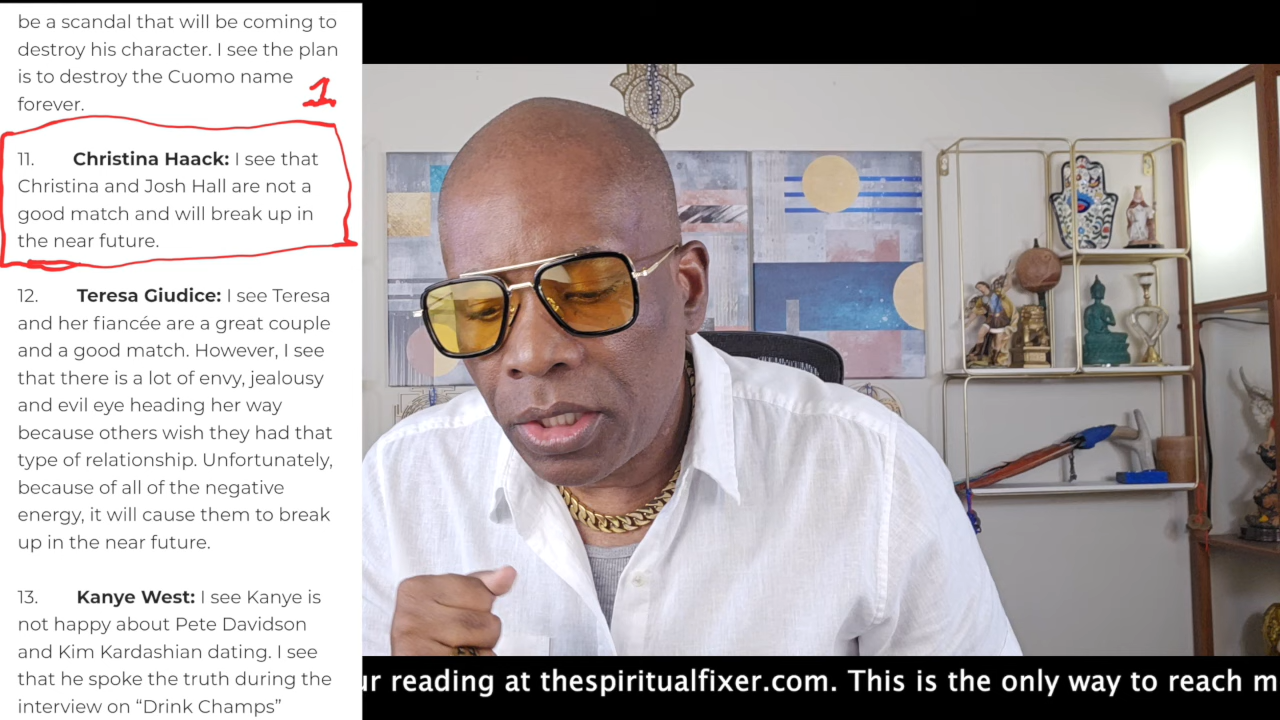 be a scandal that will be coming to
destroy his character. I see the plan
is to destroy the Cuomo name
forever.
1
11. Christina Haack: I see that
Christina and Josh Hall are not a
good match and will break up in
the near future.
12. Teresa Giudice: I see Teresa
and her fiancée are a great couple
and a good match. However, I see
that there is a lot of envy, jealousy
and evil eye heading her way
because others wish they had that
type of relationship. Unfortunately,
because of all of the negative
energy, it will cause them to break
up in the near future.
13. Kanye West: I see Kanye is
not happy about Pete Davidson
and Kim Kardashian dating. I see
that he spoke the truth during the
interview on “Drink Champs”
ur reading at thespiritualfixer.com. This is the only way to reach m